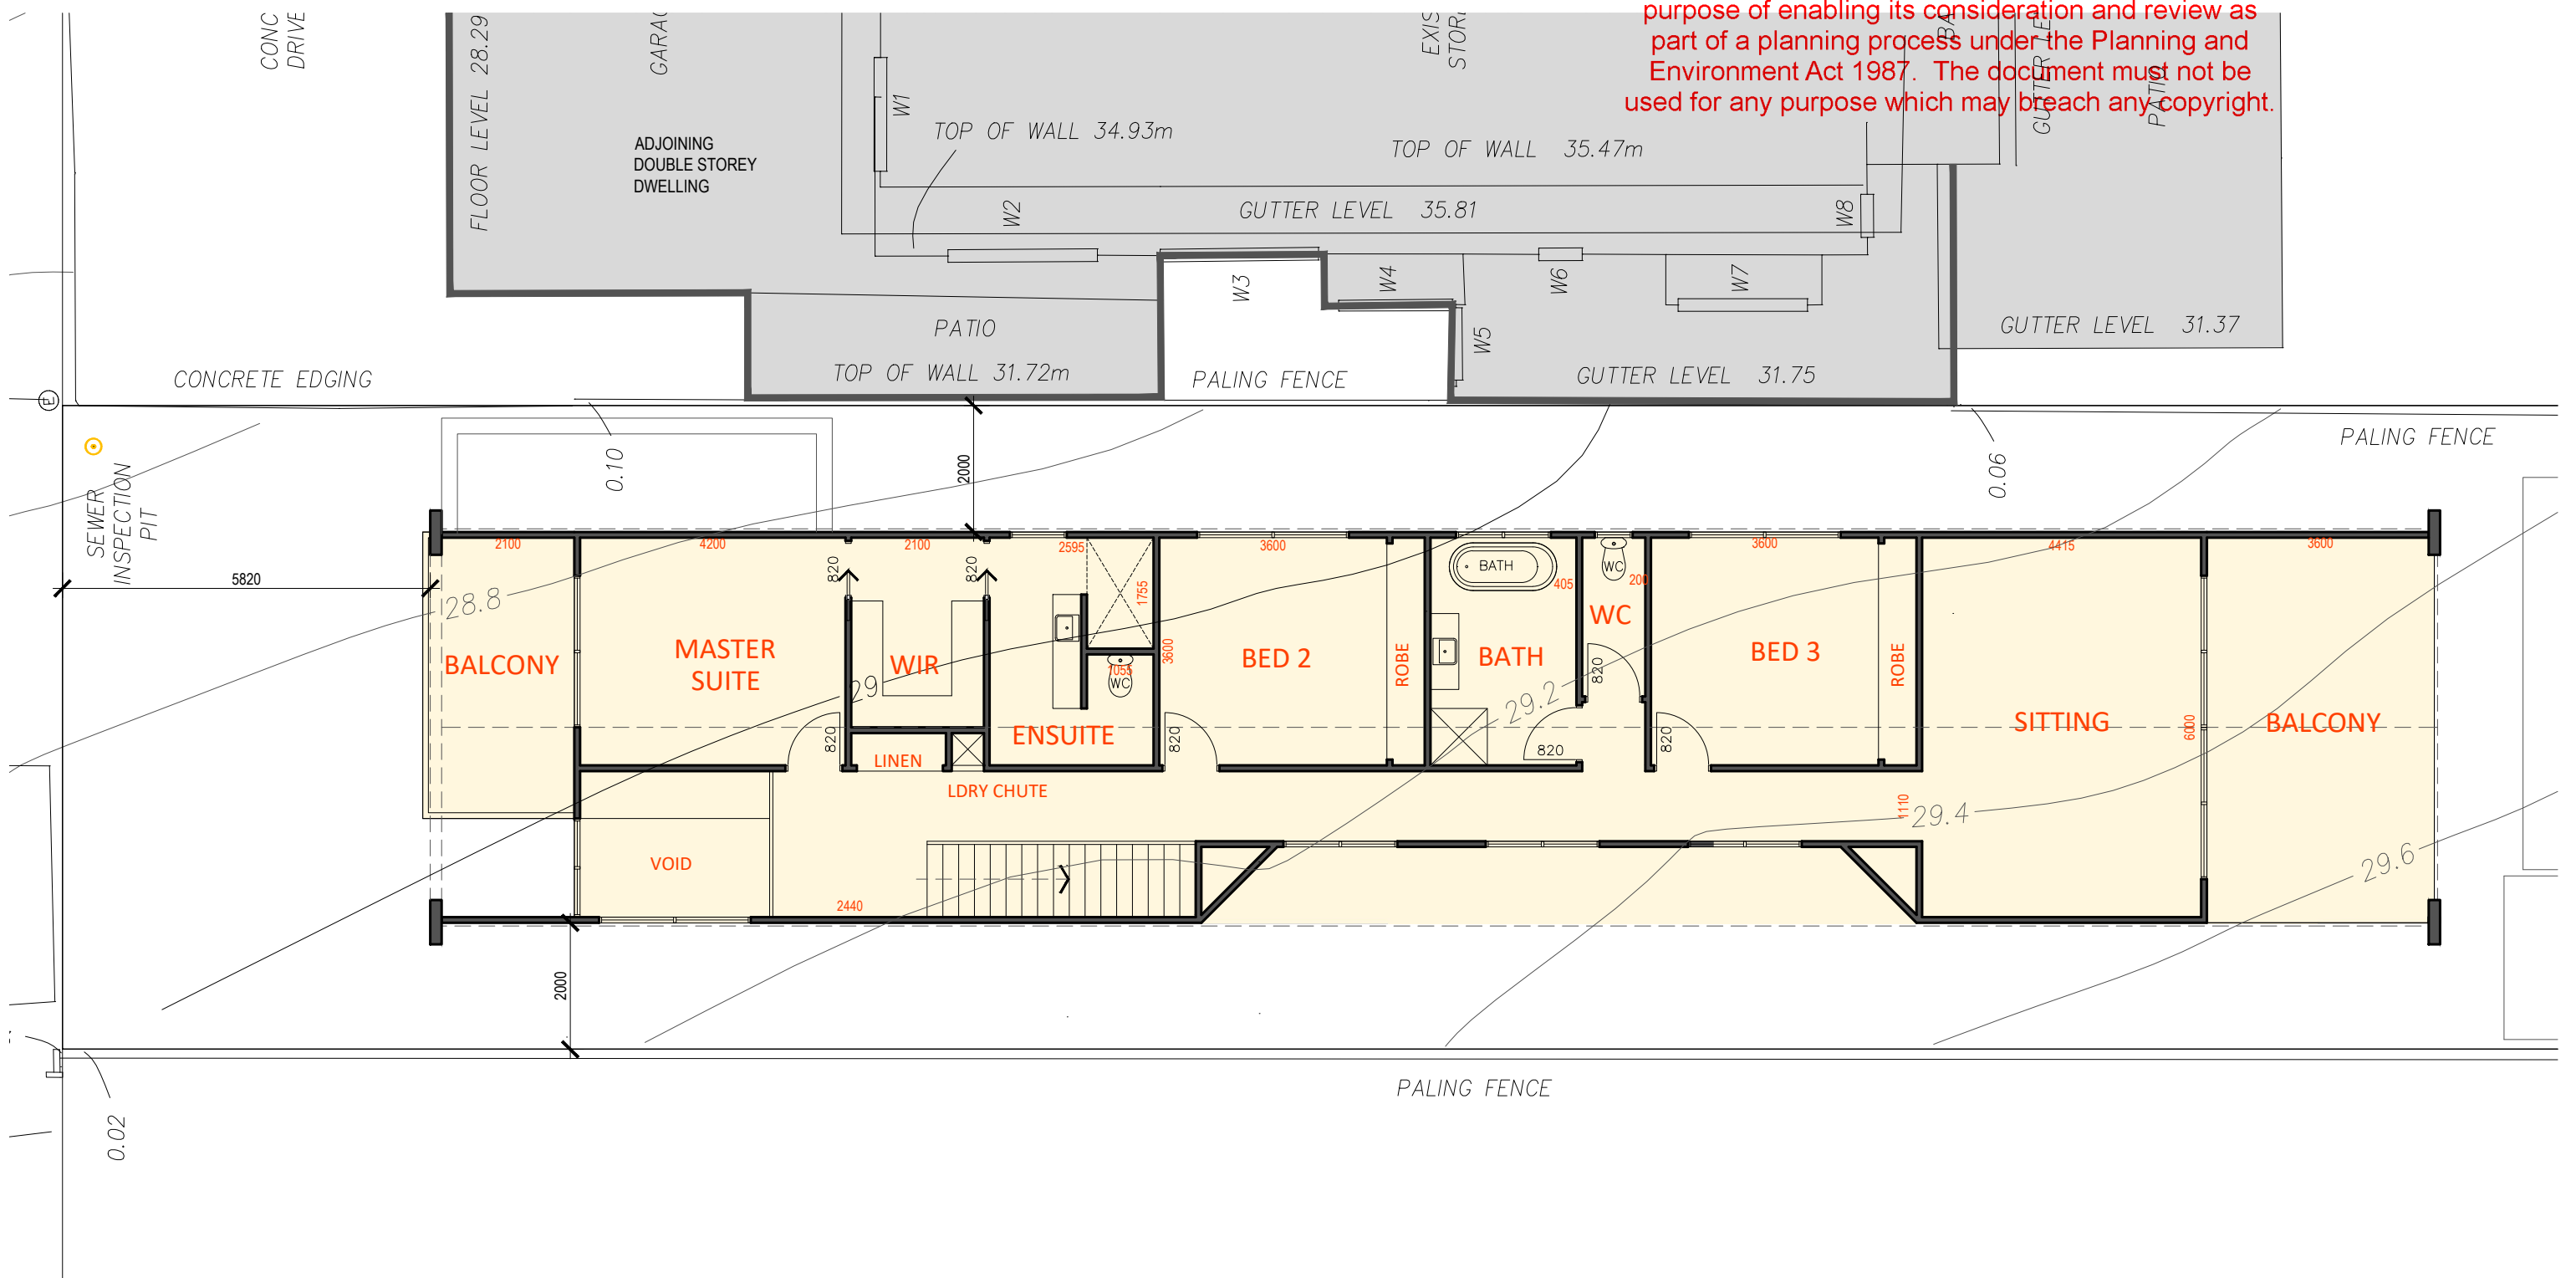 purpose of enabling its consideration and review as
part of a planning process under the Planning and
Environment Act 1987. The document must not be
used for any purpose which may breach any copyright.
CONC
DRIVE
FLOOR LEVEL 28.29
ADJOINING
DOUBLE STOREY
DWELLING
W1
TOP OF WALL 34.93m
TOP OF WALL 35.47m
PATIO
W2
GUTTER LEVEL 35.81
W8
W3
W4
W6
W7
W5
PATIO
TOP OF WALL 31.72m
GUTTER LEVEL 31.37
GUTTER LEVEL 31.75
CONCRETE EDGING
PALING FENCE
E
PALING FENCE
SEWER
INSPECTION
PIT
0.10
2000
0.06
5820
2100
4200
2100
2595
3600
3600
4415
3600
820
820
1755
BATH
405
WC
200
28.8
BALCONY
MASTER
SUITE
WIR
29
3600
1055
WC
BED 2
ROBE
BATH
WC
820
BED 3
ROBE
29.2
SITTING
6000
BALCONY
ENSUITE
820
LINEN
820
820
820
LDRY CHUTE
1110
29.4
VOID
29.6
2440
2000
PALING FENCE
0.02